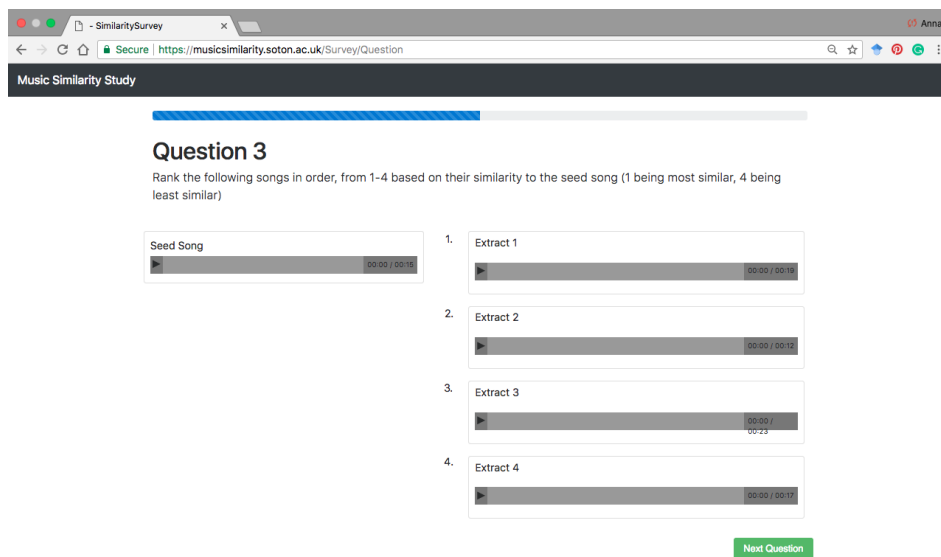 - SimilaritySurvey
Anna
Secure | https://musicsimilarity.soton.ac.uk/Survey/Question
Music Similarity Study
Question 3
Rank the following songs in order, from 1-4 based on their similarity to the seed song (1 being most similar, 4 being
least similar)
Seed Song
00:00 / 00:15
1. Extract 1
00:00 / 00:19
2. Extract 2
00:00 / 00:12
3. Extract 3
00:00 /
00:23
4. Extract 4
00:00 / 00:17
Next Question